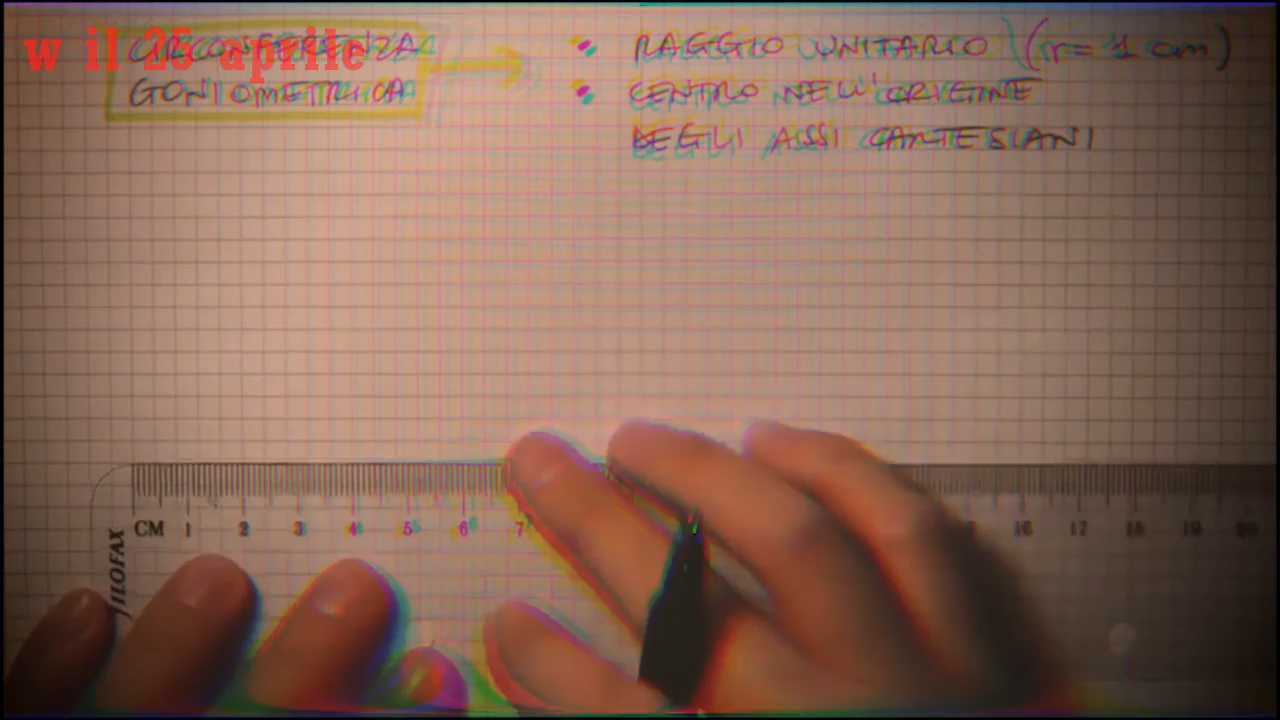 w il 25 aprile
CIRCONFERENZA
GONIOMETRICA
• RAGGIO UNITARIO (r = 1 cm)
• CENTRO NELL'ORIGINE
DEGLI ASSI CARTESIANI
CM 1 2 3 4 5 6 7 16 17 18 19 20
FILOFAX